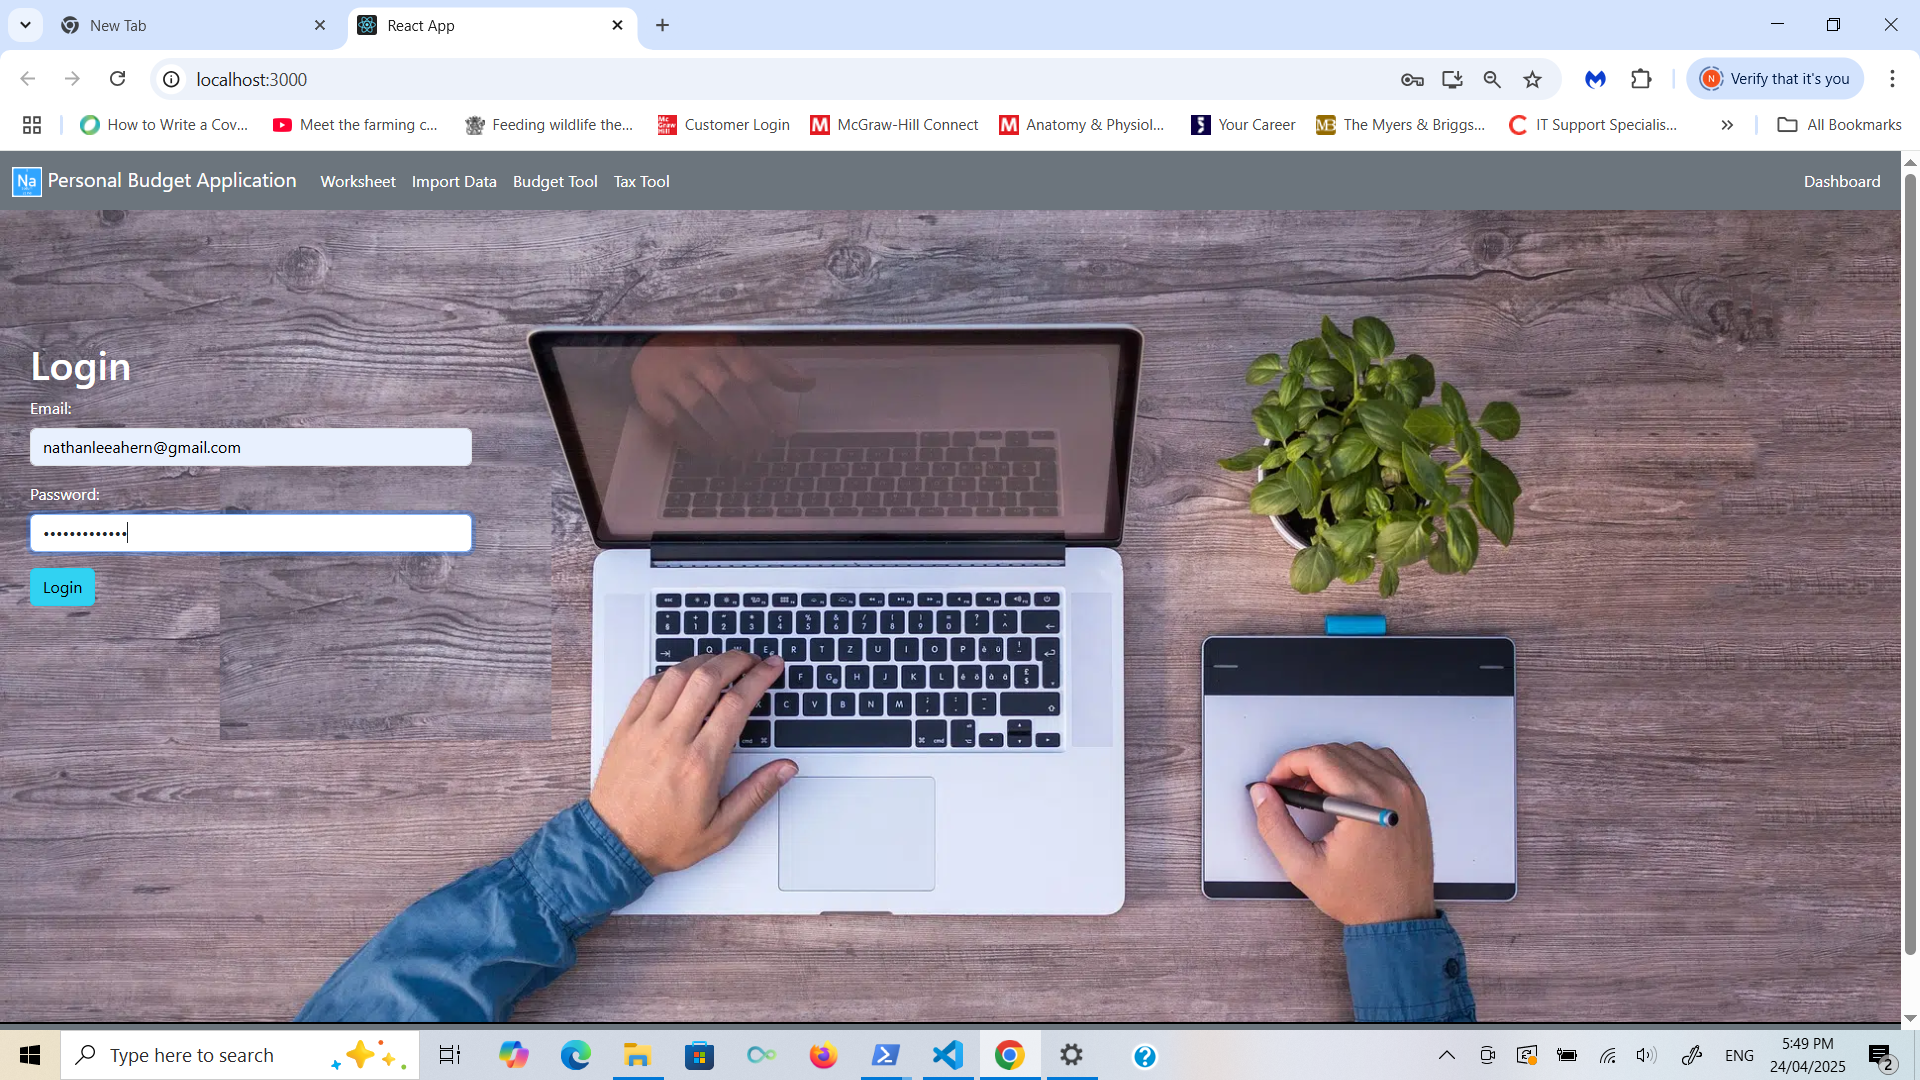 New Tab
React App
localhost:3000
Verify that it's you
How to Write a Cov...
Meet the farming c...
Feeding wildlife the...
Customer Login
McGraw-Hill Connect
Anatomy & Physiol...
Your Career
The Myers & Briggs...
IT Support Specialis...
All Bookmarks
Na Personal Budget Application
Worksheet
Import Data
Budget Tool
Tax Tool
Dashboard
Login
Email:
nathanleeahern@gmail.com
Password:
Login
Type here to search
ENG
5:49 PM
24/04/2025
2